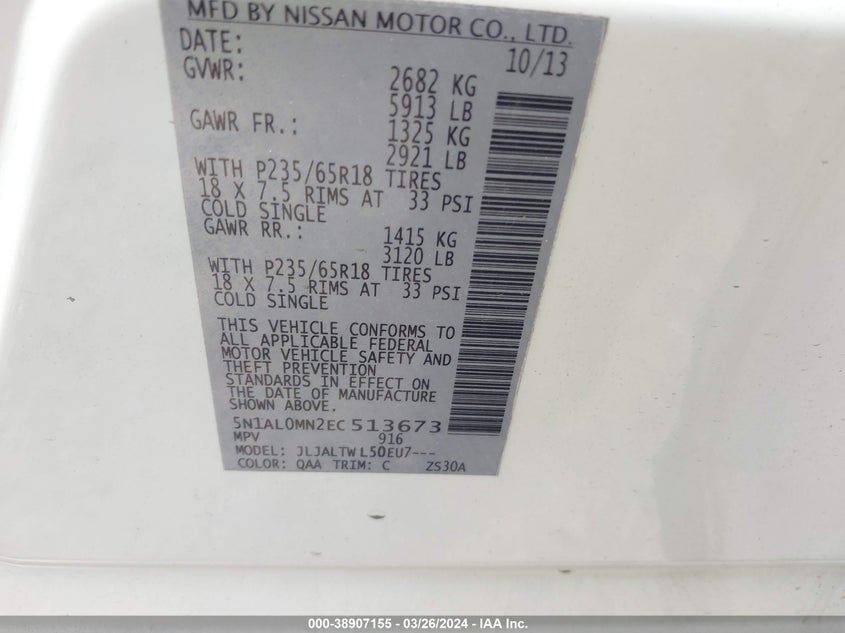 MFD BY NISSAN MOTOR CO., LTD.
DATE: 10/13
GVWR: 2682 KG
5913 LB
GAWR FR.: 1325 KG
2921 LB
WITH P235/65R18 TIRES
18 X 7.5 RIMS AT 33 PSI
COLD SINGLE
GAWR RR.: 1415 KG
3120 LB
WITH P235/65R18 TIRES
18 X 7.5 RIMS AT 33 PSI
COLD SINGLE
THIS VEHICLE CONFORMS TO
ALL APPLICABLE FEDERAL
MOTOR VEHICLE SAFETY AND
THEFT PREVENTION
STANDARDS IN EFFECT ON
THE DATE OF MANUFACTURE
SHOWN ABOVE.
5N1AL0MN2EC513673
MPV 916
MODEL: JLJALTWL50EU7---
COLOR: QAA TRIM: C ZS30A
000-38907155 - 03/26/2024 - IAA Inc.